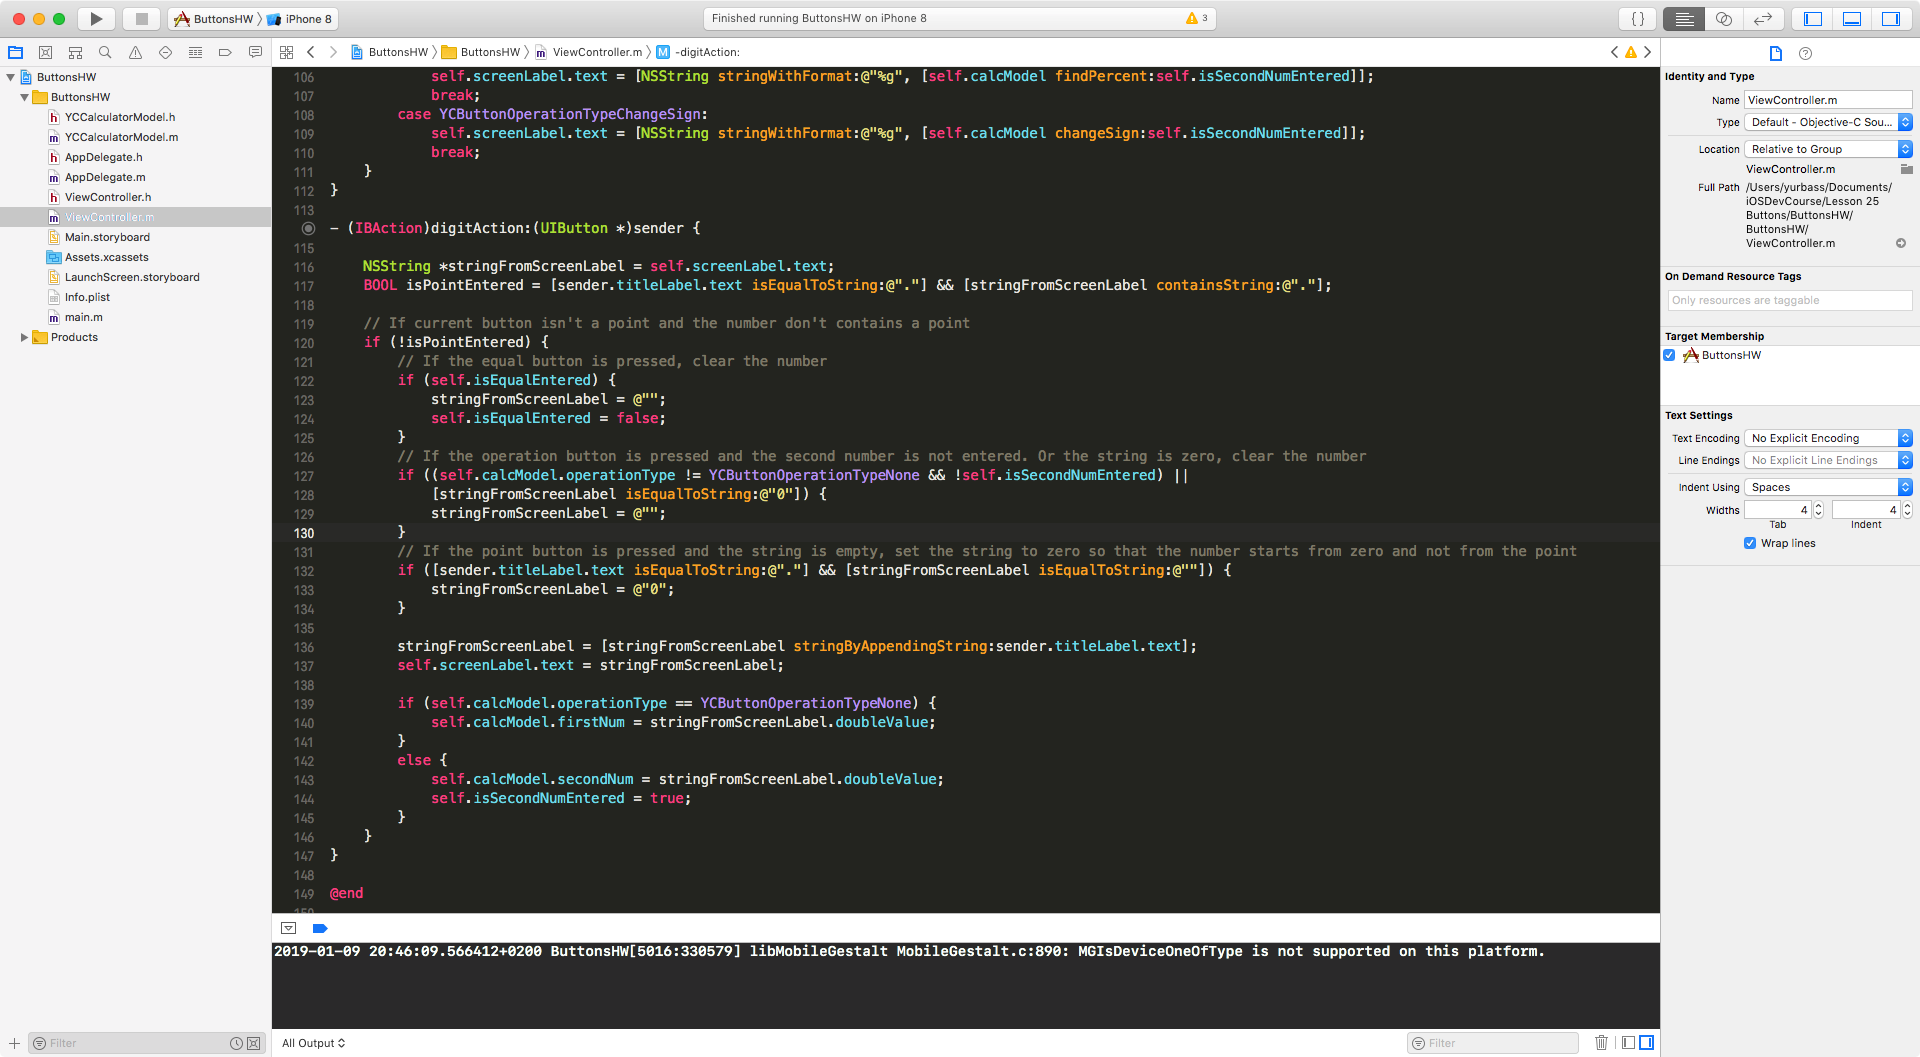 ButtonsHW iPhone 8
Finished running ButtonsHW on iPhone 8
3
{ }
ButtonsHW ButtonsHW ViewController.m M -digitAction:
ButtonsHW
ButtonsHW
h YCCalculatorModel.h
m YCCalculatorModel.m
h AppDelegate.h
m AppDelegate.m
h ViewController.h
m ViewController.m
Main.storyboard
Assets.xcassets
LaunchScreen.storyboard
Info.plist
m main.m
Products
Filter
106 self.screenLabel.text = [NSString stringWithFormat:@"%g", [self.calcModel findPercent:self.isSecondNumEntered]];
107 break;
108 case YCButtonOperationTypeChangeSign:
109 self.screenLabel.text = [NSString stringWithFormat:@"%g", [self.calcModel changeSign:self.isSecondNumEntered]];
110 break;
111 }
112 }
113
- (IBAction)digitAction:(UIButton *)sender {
115
116 NSString *stringFromScreenLabel = self.screenLabel.text;
117 BOOL isPointEntered = [sender.titleLabel.text isEqualToString:@"."] && [stringFromScreenLabel containsString:@"."];
118
119 // If current button isn't a point and the number don't contains a point
120 if (!isPointEntered) {
121 // If the equal button is pressed, clear the number
122 if (self.isEqualEntered) {
123 stringFromScreenLabel = @"";
124 self.isEqualEntered = false;
125 }
126 // If the operation button is pressed and the second number is not entered. Or the string is zero, clear the number
127 if ((self.calcModel.operationType != YCButtonOperationTypeNone && !self.isSecondNumEntered) ||
128 [stringFromScreenLabel isEqualToString:@"0"]) {
129 stringFromScreenLabel = @"";
130 }
131 // If the point button is pressed and the string is empty, set the string to zero so that the number starts from zero and not from the point
132 if ([sender.titleLabel.text isEqualToString:@"."] && [stringFromScreenLabel isEqualToString:@""]) {
133 stringFromScreenLabel = @"0";
134 }
135
136 stringFromScreenLabel = [stringFromScreenLabel stringByAppendingString:sender.titleLabel.text];
137 self.screenLabel.text = stringFromScreenLabel;
138
139 if (self.calcModel.operationType == YCButtonOperationTypeNone) {
140 self.calcModel.firstNum = stringFromScreenLabel.doubleValue;
141 }
142 else {
143 self.calcModel.secondNum = stringFromScreenLabel.doubleValue;
144 self.isSecondNumEntered = true;
145 }
146 }
147 }
148
149 @end
150
2019-01-09 20:46:09.566412+0200 ButtonsHW[5016:330579] libMobileGestalt MobileGestalt.c:890: MGIsDeviceOneOfType is not supported on this platform.
All Output
Filter
Identity and Type
Name ViewController.m
Type Default - Objective-C Sou...
Location Relative to Group
ViewController.m
Full Path /Users/yurbass/Documents/
iOSDevCourse/Lesson 25
Buttons/ButtonsHW/
ButtonsHW/
ViewController.m
On Demand Resource Tags
Only resources are taggable
Target Membership
ButtonsHW
Text Settings
Text Encoding No Explicit Encoding
Line Endings No Explicit Line Endings
Indent Using Spaces
Widths 4 4
Tab Indent
Wrap lines